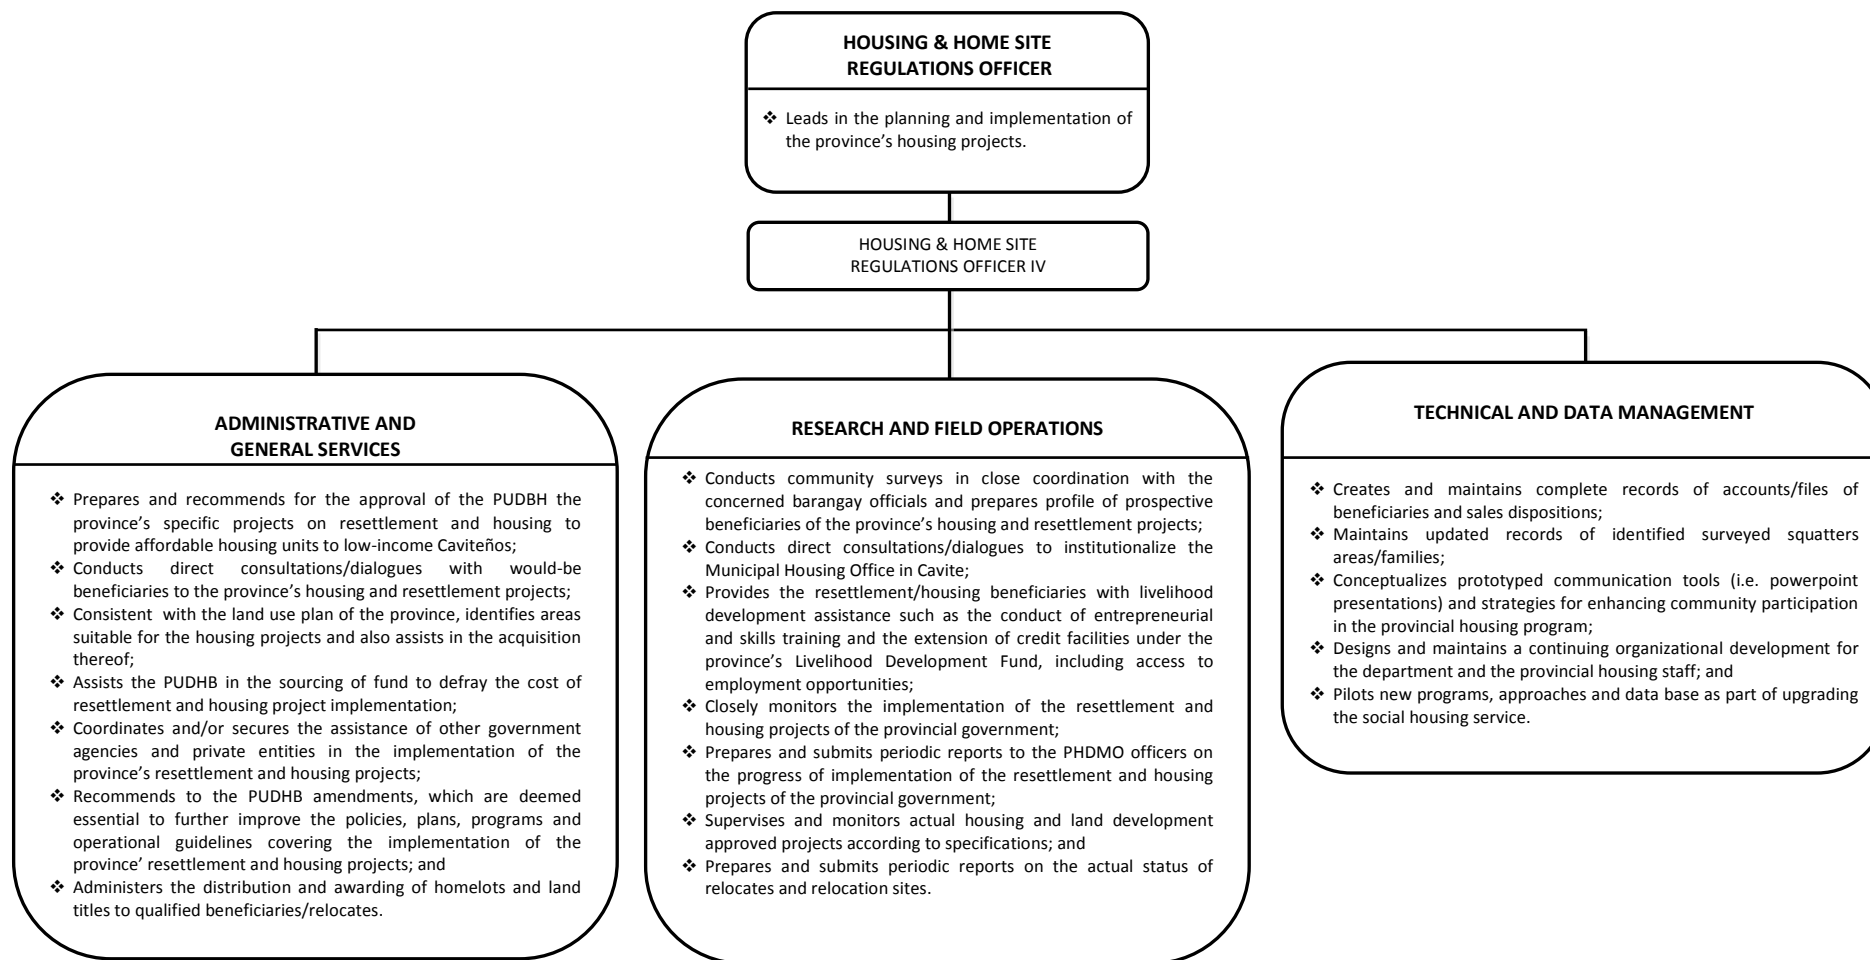 HOUSING & HOME SITE
REGULATIONS OFFICER
❖ Leads in the planning and implementation of
the province’s housing projects.
HOUSING & HOME SITE
REGULATIONS OFFICER IV
ADMINISTRATIVE AND
GENERAL SERVICES
❖ Prepares and recommends for the approval of the PUDBH the
province’s specific projects on resettlement and housing to
provide affordable housing units to low-income Caviteños;
❖ Conducts direct consultations/dialogues with would-be
beneficiaries to the province’s housing and resettlement projects;
❖ Consistent with the land use plan of the province, identifies areas
suitable for the housing projects and also assists in the acquisition
thereof;
❖ Assists the PUDHB in the sourcing of fund to defray the cost of
resettlement and housing project implementation;
❖ Coordinates and/or secures the assistance of other government
agencies and private entities in the implementation of the
province’s resettlement and housing projects;
❖ Recommends to the PUDHB amendments, which are deemed
essential to further improve the policies, plans, programs and
operational guidelines covering the implementation of the
province’ resettlement and housing projects; and
❖ Administers the distribution and awarding of homelots and land
titles to qualified beneficiaries/relocates.
RESEARCH AND FIELD OPERATIONS
❖ Conducts community surveys in close coordination with the
concerned barangay officials and prepares profile of prospective
beneficiaries of the province’s housing and resettlement projects;
❖ Conducts direct consultations/dialogues to institutionalize the
Municipal Housing Office in Cavite;
❖ Provides the resettlement/housing beneficiaries with livelihood
development assistance such as the conduct of entrepreneurial
and skills training and the extension of credit facilities under the
province’s Livelihood Development Fund, including access to
employment opportunities;
❖ Closely monitors the implementation of the resettlement and
housing projects of the provincial government;
❖ Prepares and submits periodic reports to the PHDMO officers on
the progress of implementation of the resettlement and housing
projects of the provincial government;
❖ Supervises and monitors actual housing and land development
approved projects according to specifications; and
❖ Prepares and submits periodic reports on the actual status of
relocates and relocation sites.
TECHNICAL AND DATA MANAGEMENT
❖ Creates and maintains complete records of accounts/files of
beneficiaries and sales dispositions;
❖ Maintains updated records of identified surveyed squatters
areas/families;
❖ Conceptualizes prototyped communication tools (i.e. powerpoint
presentations) and strategies for enhancing community participation
in the provincial housing program;
❖ Designs and maintains a continuing organizational development for
the department and the provincial housing staff; and
❖ Pilots new programs, approaches and data base as part of upgrading
the social housing service.